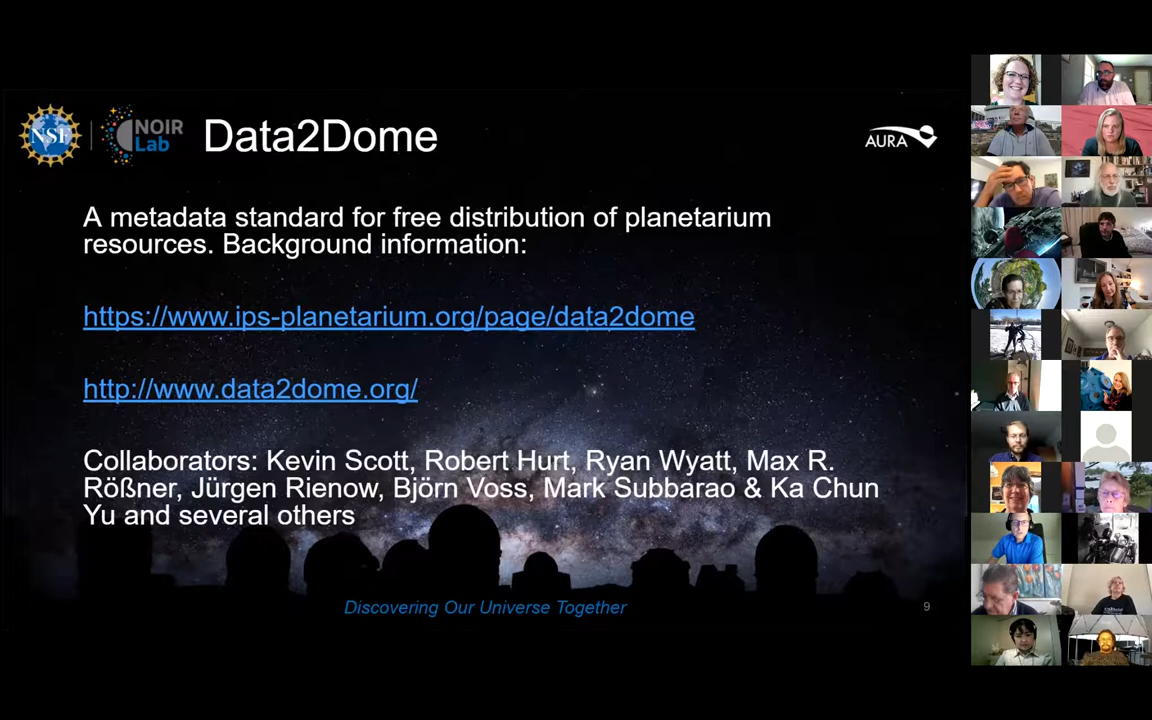 NSF
NOIR
Lab
Data2Dome
AURA
A metadata standard for free distribution of planetarium
resources. Background information:
https://www.ips-planetarium.org/page/data2dome
http://www.data2dome.org/
Collaborators: Kevin Scott, Robert Hurt, Ryan Wyatt, Max R.
Rößner, Jürgen Rienow, Björn Voss, Mark Subbarao & Ka Chun
Yu and several others
Discovering Our Universe Together
9